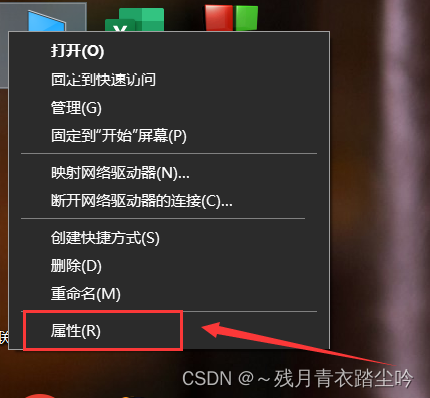 打开(O)
固定到快速访问
管理(G)
固定到“开始”屏幕(P)
映射网络驱动器(N)...
断开网络驱动器的连接(C)...
创建快捷方式(S)
删除(D)
重命名(M)
联
属性(R)
CSDN @～残月青衣踏尘吟